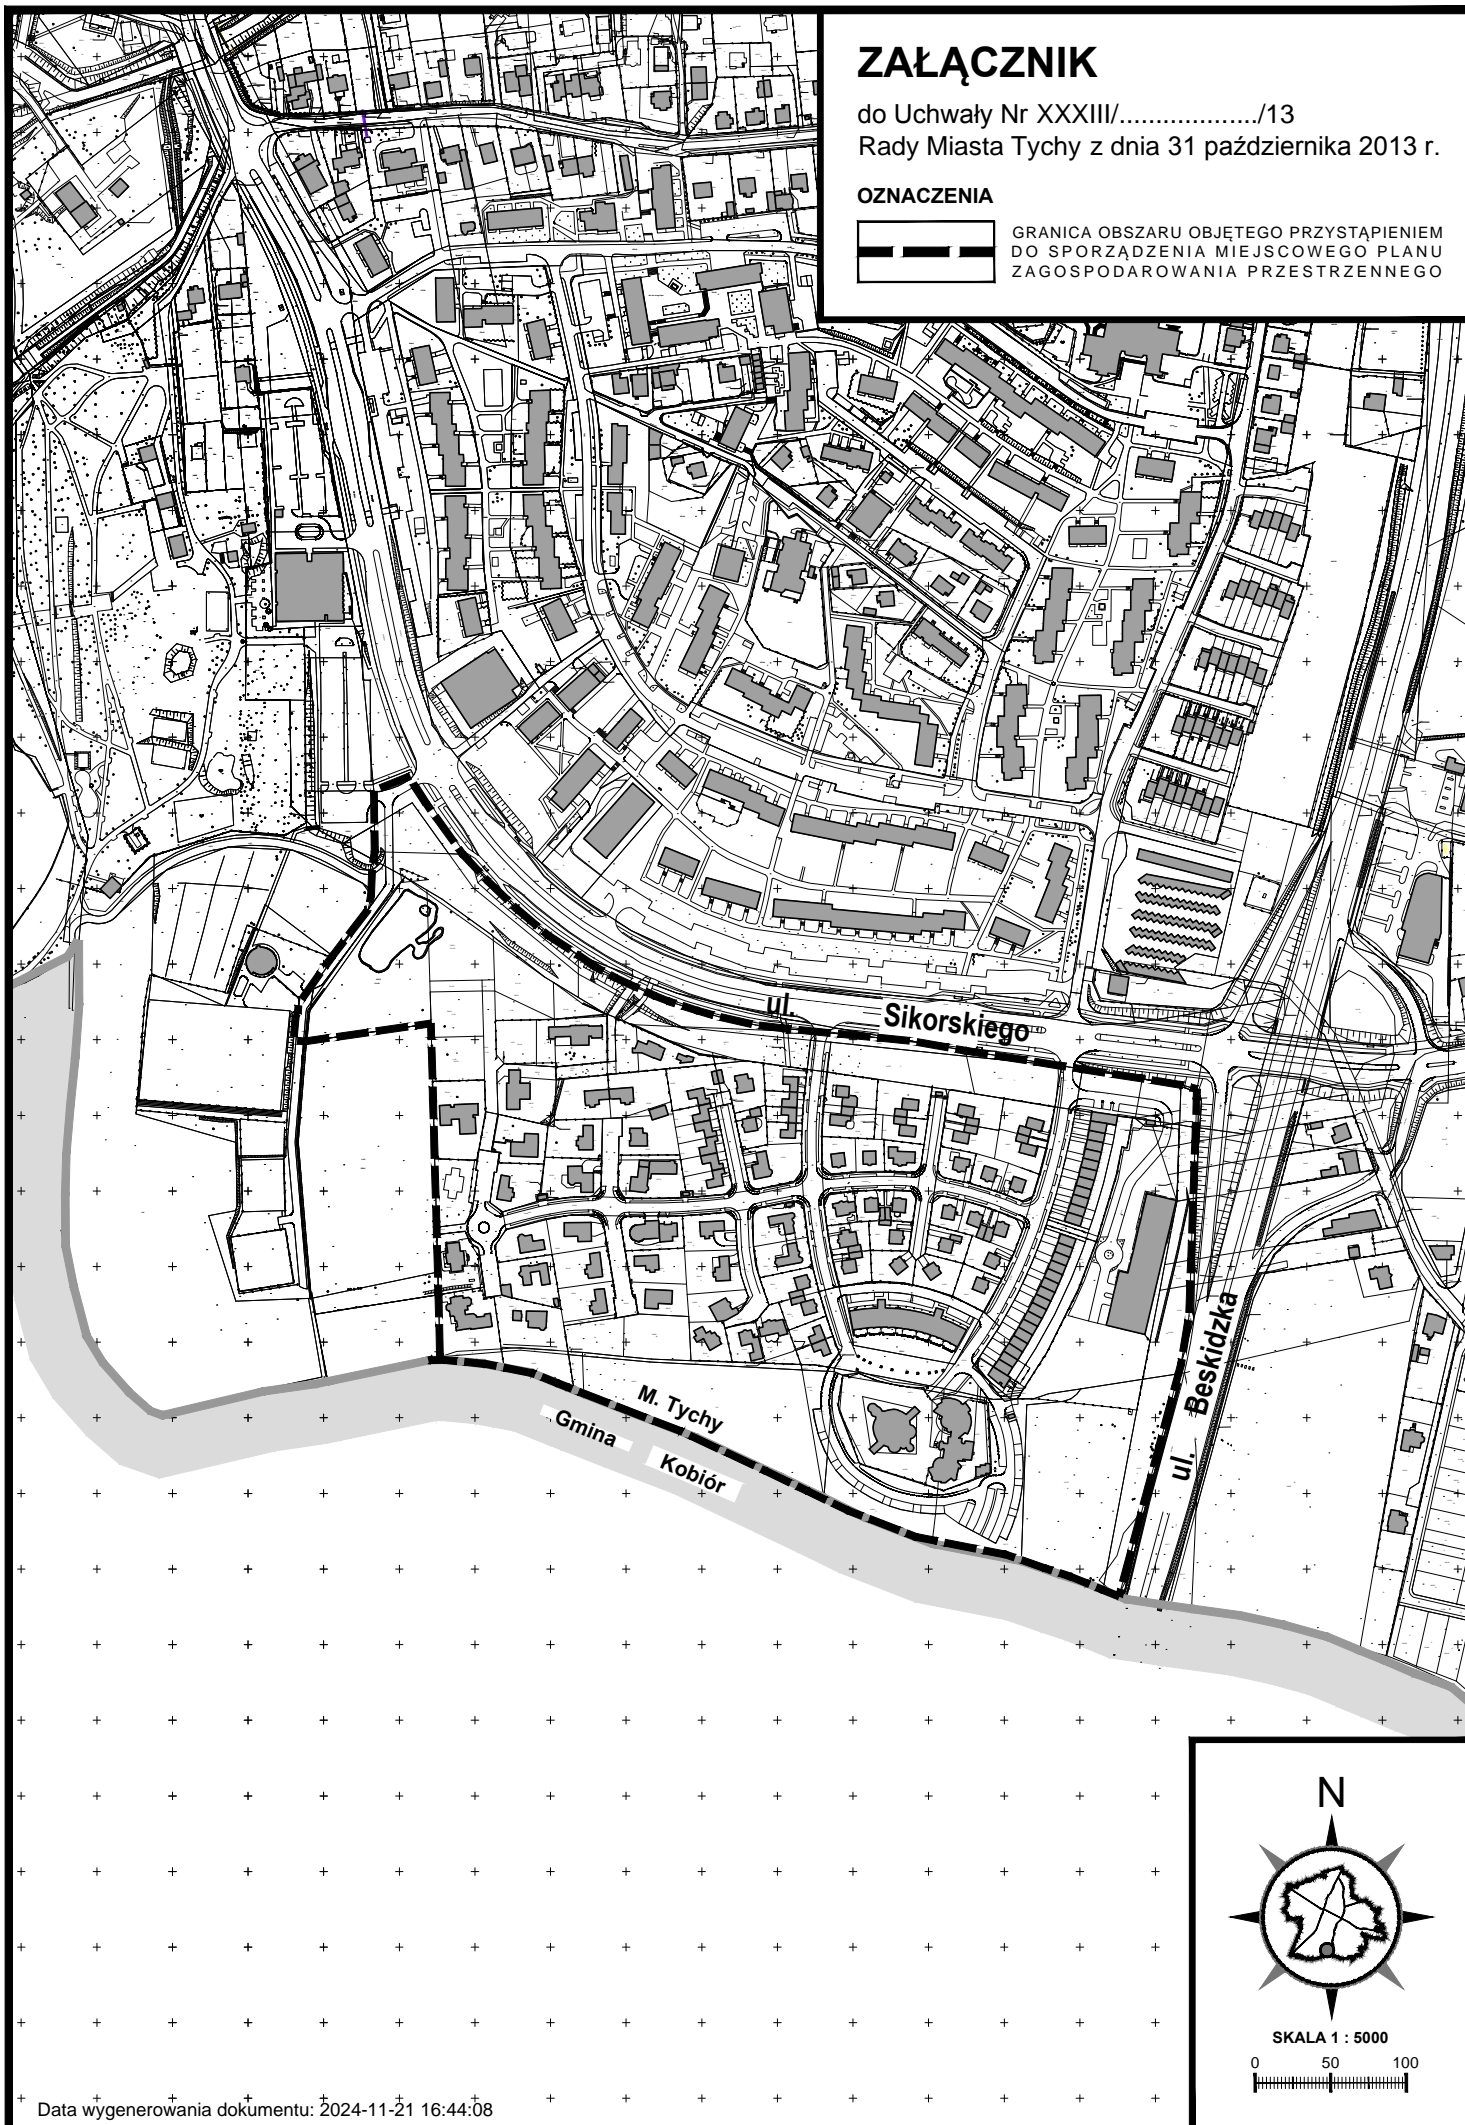 ZAŁĄCZNIK
do Uchwały Nr XXXIII/.................../13
Rady Miasta Tychy z dnia 31 października 2013 r.
OZNACZENIA
GRANICA OBSZARU OBJĘTEGO PRZYSTĄPIENIEM
DO SPORZĄDZENIA MIEJSCOWEGO PLANU
ZAGOSPODAROWANIA PRZESTRZENNEGO
ul. Sikorskiego
ul. Beskidzka
M. Tychy
Gmina Kobiór
N
SKALA 1 : 5000
0 50 100
Data wygenerowania dokumentu: 2024-11-21 16:44:08